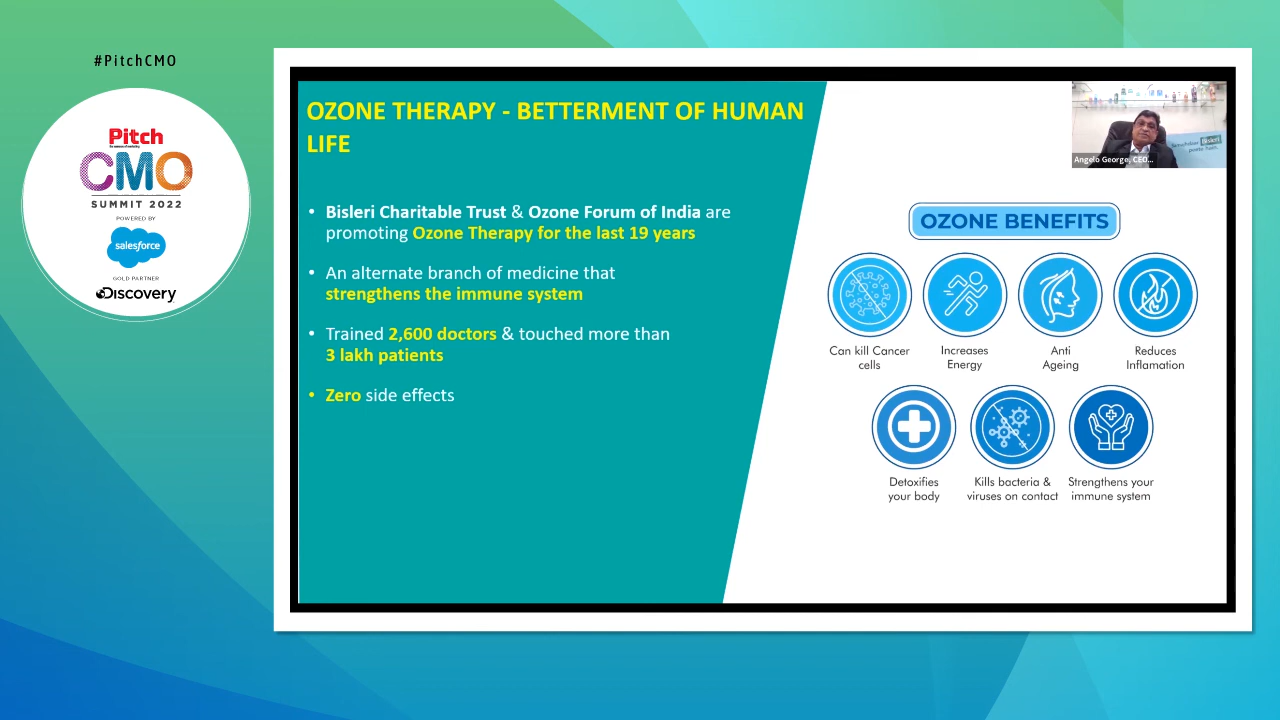 #PitchCMO
Pitch
CMO
SUMMIT 2022
POWERED BY
salesforce
GOLD PARTNER
Discovery
OZONE THERAPY - BETTERMENT OF HUMAN
LIFE
• Bisleri Charitable Trust & Ozone Forum of India are
promoting Ozone Therapy for the last 19 years
• An alternate branch of medicine that
strengthens the immune system
• Trained 2,600 doctors & touched more than
3 lakh patients
• Zero side effects
Angelo George, CEO...
Bisleri
OZONE BENEFITS
Can kill Cancer
cells
Increases
Energy
Anti
Ageing
Reduces
Inflamation
Detoxifies
your body
Kills bacteria &
viruses on contact
Strengthens your
immune system